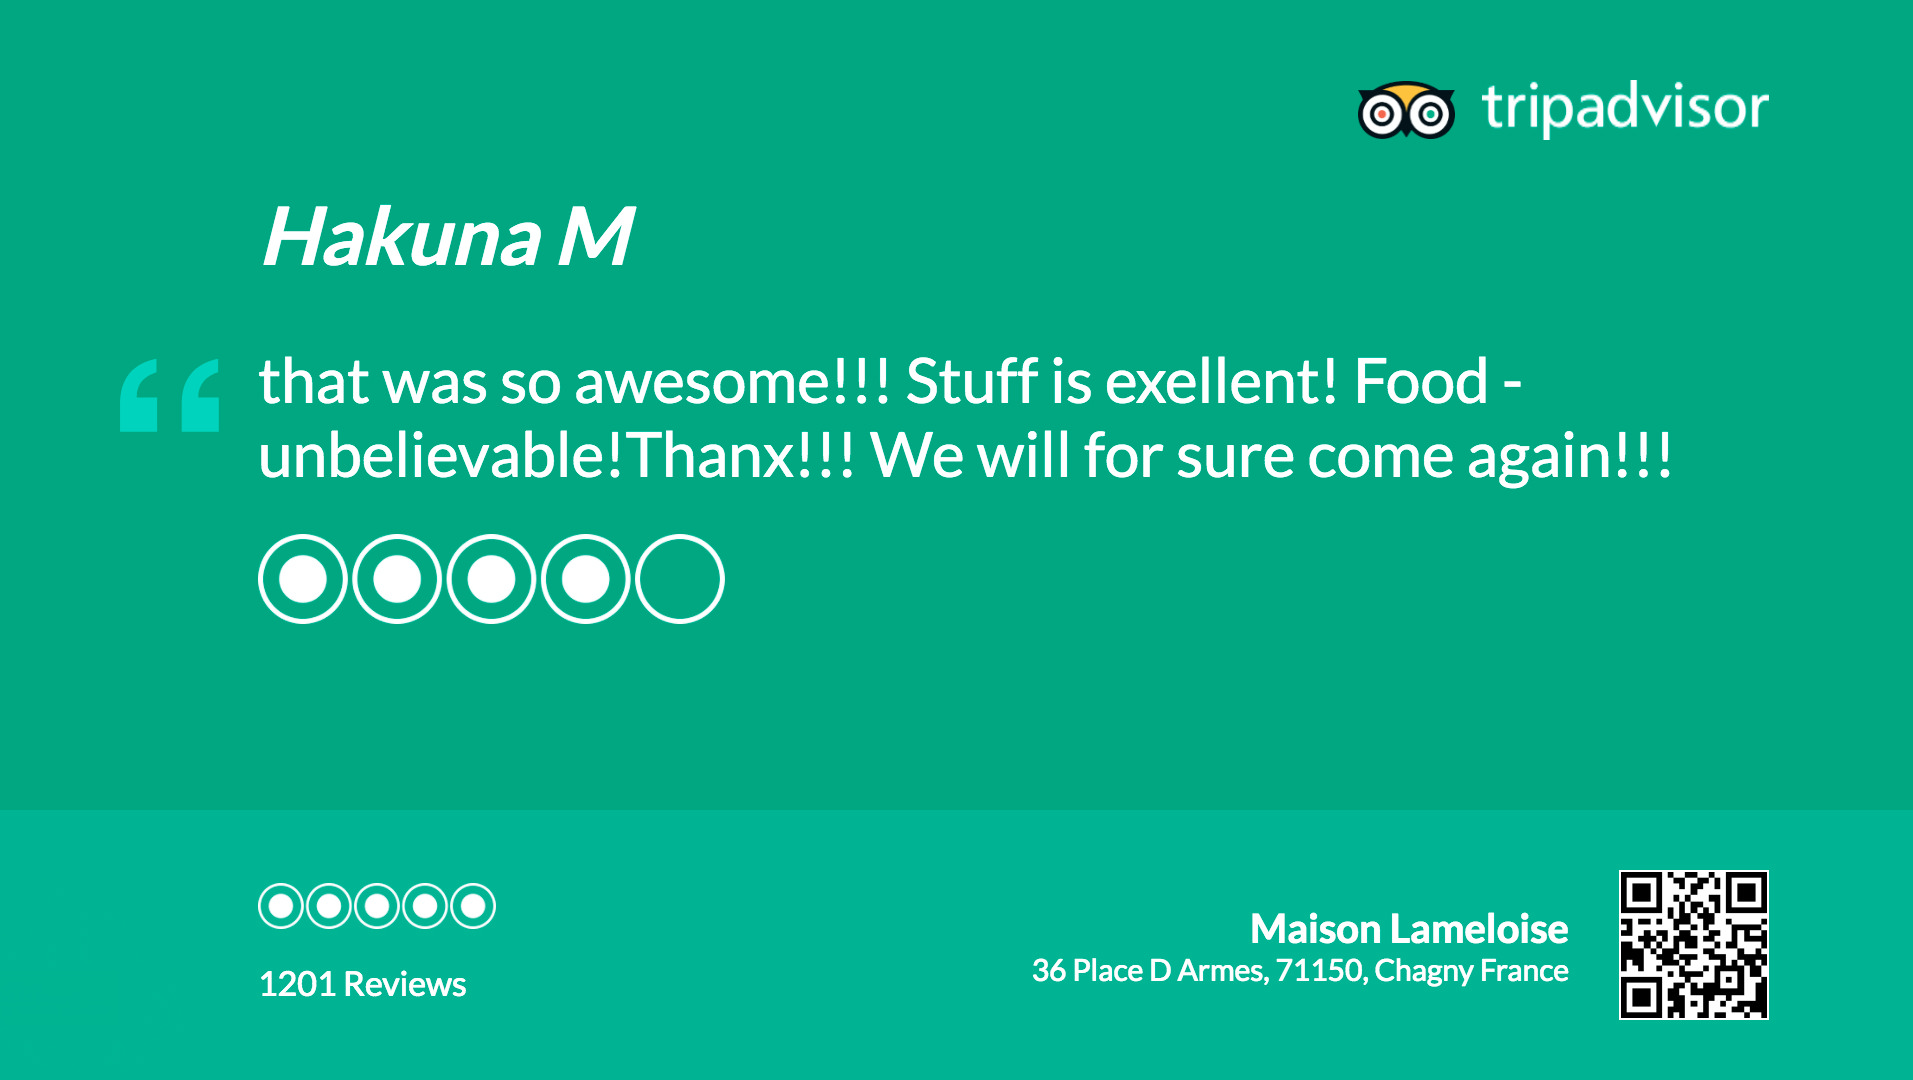 tripadvisor
Hakuna M
that was so awesome!!! Stuff is exellent! Food -
unbelievable!Thanx!!! We will for sure come again!!!
1201 Reviews
Maison Lameloise
36 Place D Armes, 71150, Chagny France